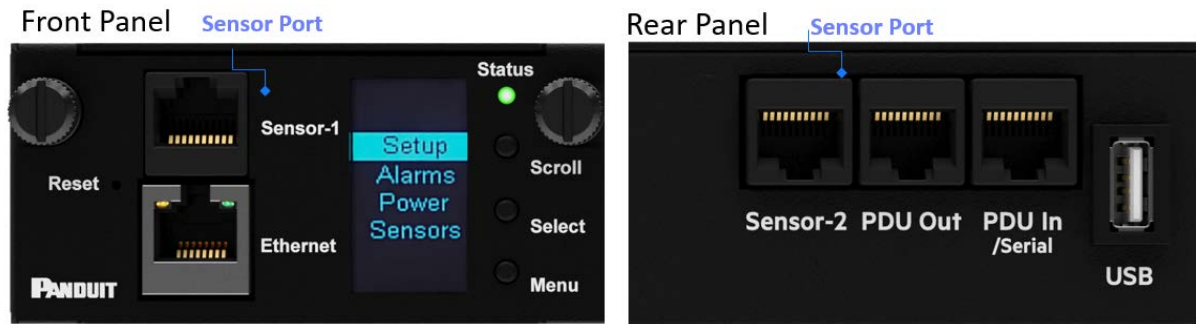 Front Panel
Sensor Port
Status
Sensor-1
Setup
Alarms
Power
Sensors
Scroll
Reset
Select
Ethernet
Menu
PANDUIT
Rear Panel
Sensor Port
Sensor-2
PDU Out
PDU In
/Serial
USB